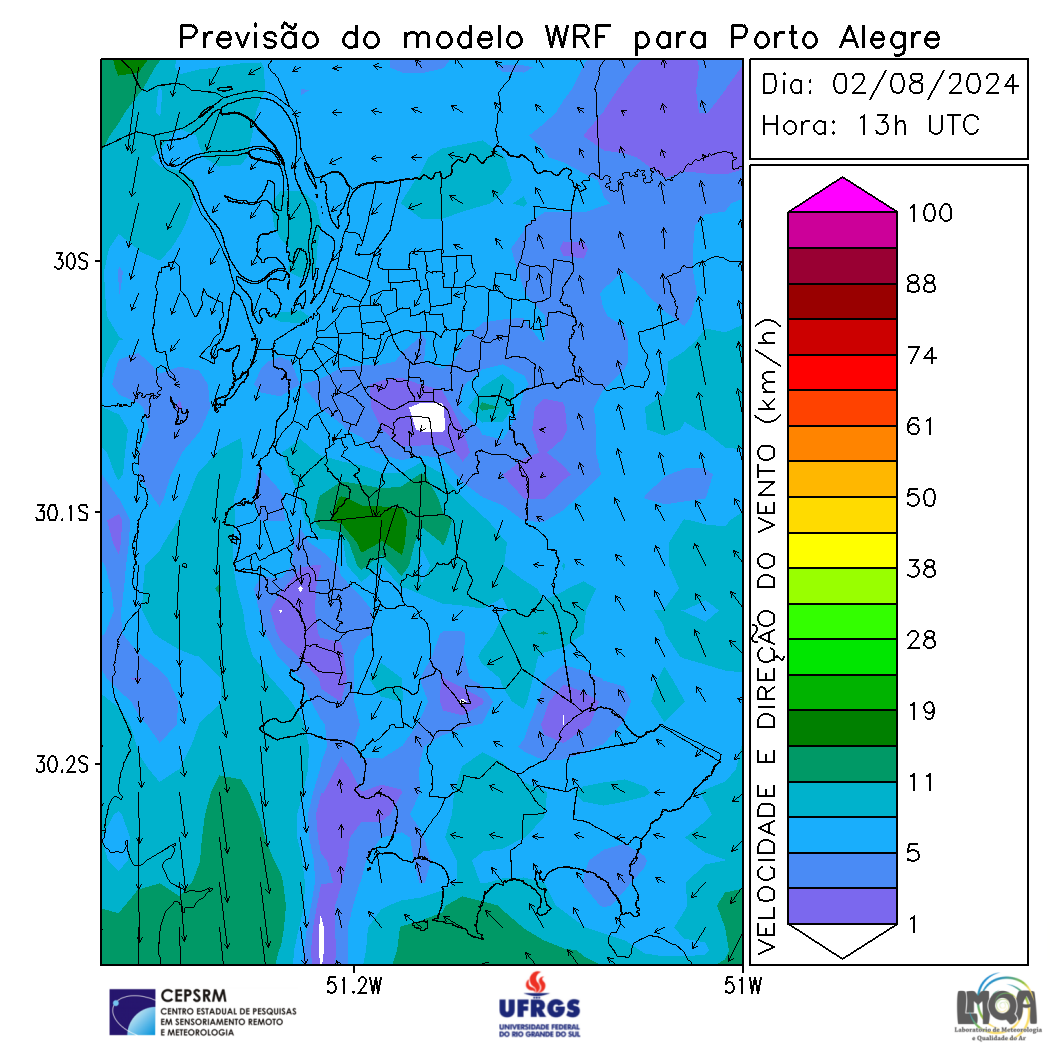 Previsão do modelo WRF para Porto Alegre
Dia: 02/08/2024
Hora: 13h UTC
30S
30.1S
30.2S
51.2W
51W
VELOCIDADE E DIREÇÃO DO VENTO (km/h)
100
88
74
61
50
38
28
19
11
5
1
CEPSRM
CENTRO ESTADUAL DE PESQUISAS
EM SENSORIAMENTO REMOTO
E METEOROLOGIA
UFRGS
UNIVERSIDADE FEDERAL
DO RIO GRANDE DO SUL
LMQA
Laboratório de Meteorologia
e Qualidade do Ar